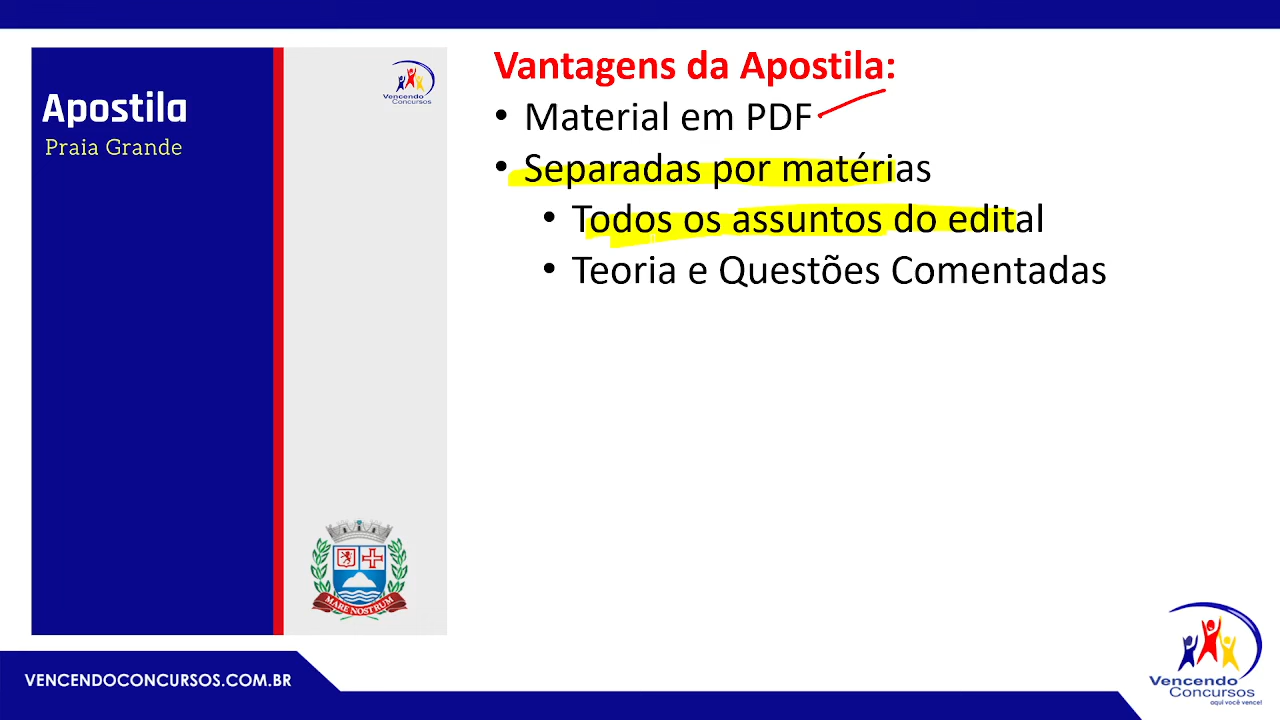 Vantagens da Apostila:
• Material em PDF
• Separadas por matérias
• Todos os assuntos do edital
• Teoria e Questões Comentadas
Apostila
Praia Grande
Vencendo
Concursos
MARE NOSTRUM
VENCENDOCONCURSOS.COM.BR
Vencendo
Concursos
aqui você vence!